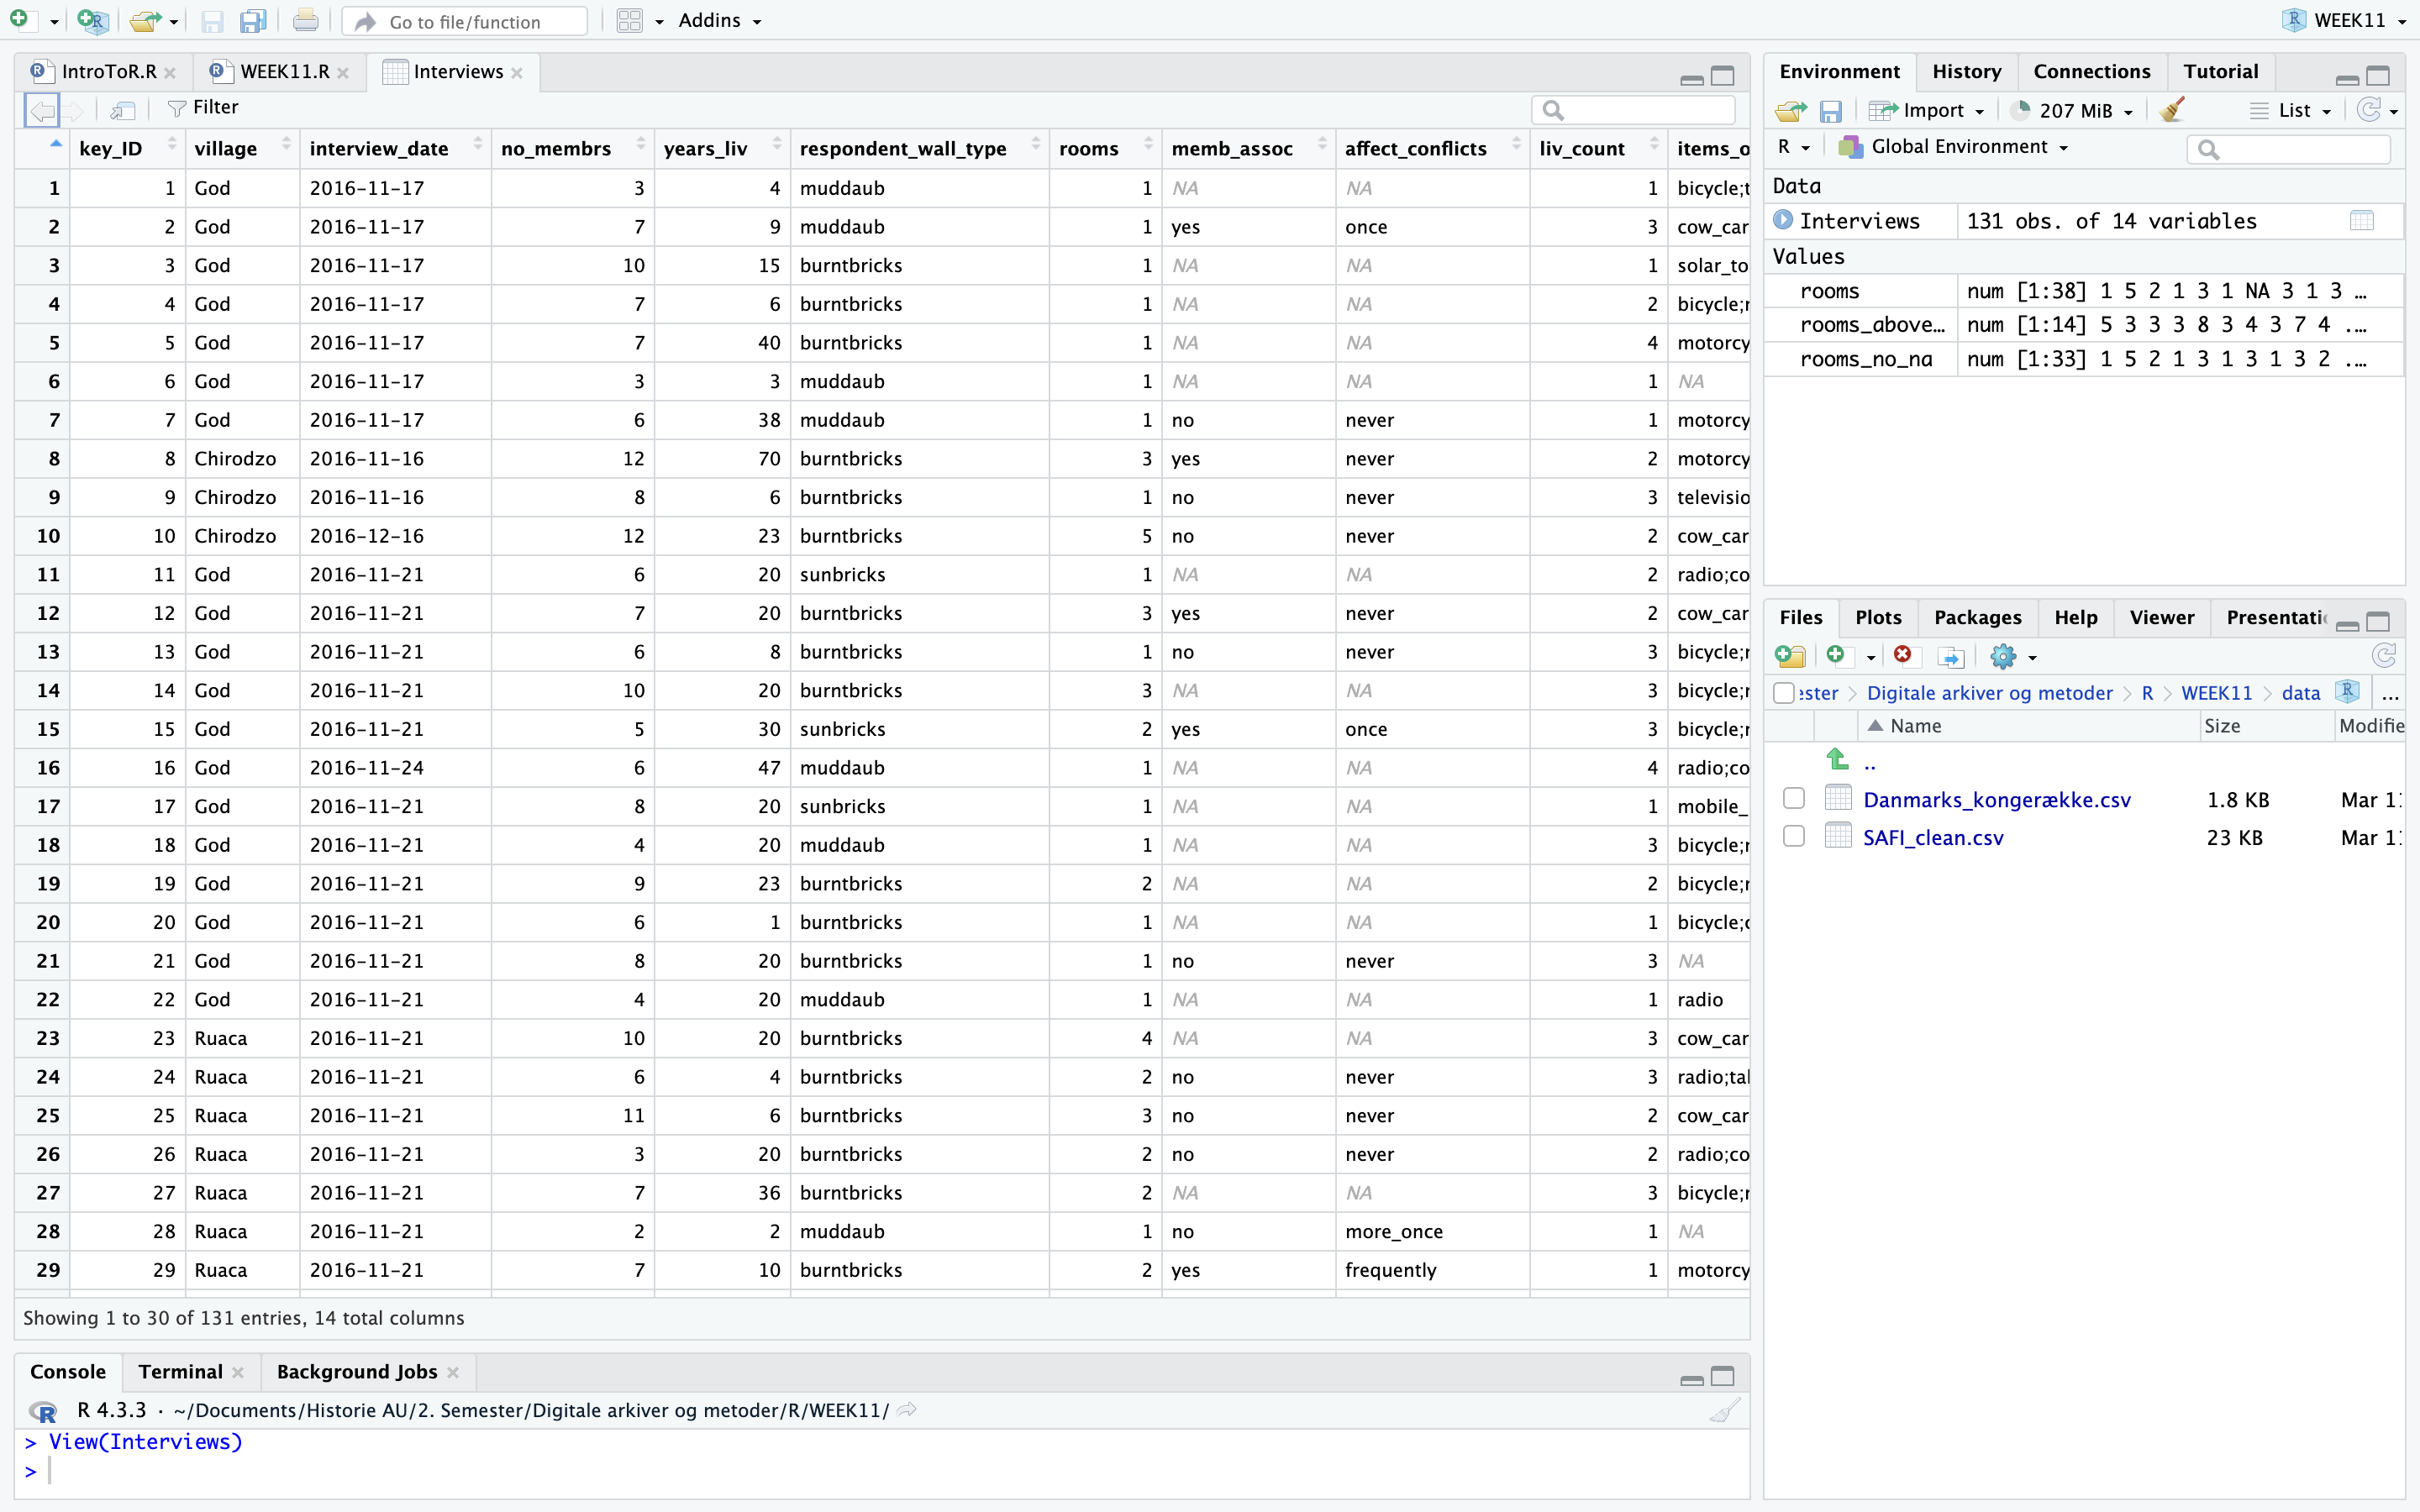 Go to file/function Addins WEEK11
IntroToR.R WEEK11.R Interviews
Filter
key_ID village interview_date no_membrs years_liv respondent_wall_type rooms memb_assoc affect_conflicts liv_count items_o
1 1 God 2016-11-17 3 4 muddaub 1 NA NA 1 bicycle;t
2 2 God 2016-11-17 7 9 muddaub 1 yes once 3 cow_car
3 3 God 2016-11-17 10 15 burntbricks 1 NA NA 1 solar_to
4 4 God 2016-11-17 7 6 burntbricks 1 NA NA 2 bicycle;r
5 5 God 2016-11-17 7 40 burntbricks 1 NA NA 4 motorcy
6 6 God 2016-11-17 3 3 muddaub 1 NA NA 1 NA
7 7 God 2016-11-17 6 38 muddaub 1 no never 1 motorcy
8 8 Chirodzo 2016-11-16 12 70 burntbricks 3 yes never 2 motorcy
9 9 Chirodzo 2016-11-16 8 6 burntbricks 1 no never 3 televisio
10 10 Chirodzo 2016-12-16 12 23 burntbricks 5 no never 2 cow_car
11 11 God 2016-11-21 6 20 sunbricks 1 NA NA 2 radio;co
12 12 God 2016-11-21 7 20 burntbricks 3 yes never 2 cow_car
13 13 God 2016-11-21 6 8 burntbricks 1 no never 3 bicycle;r
14 14 God 2016-11-21 10 20 burntbricks 3 NA NA 3 bicycle;r
15 15 God 2016-11-21 5 30 sunbricks 2 yes once 3 bicycle;r
16 16 God 2016-11-24 6 47 muddaub 1 NA NA 4 radio;co
17 17 God 2016-11-21 8 20 sunbricks 1 NA NA 1 mobile_
18 18 God 2016-11-21 4 20 muddaub 1 NA NA 3 bicycle;r
19 19 God 2016-11-21 9 23 burntbricks 2 NA NA 2 bicycle;r
20 20 God 2016-11-21 6 1 burntbricks 1 NA NA 1 bicycle;c
21 21 God 2016-11-21 8 20 burntbricks 1 no never 3 NA
22 22 God 2016-11-21 4 20 muddaub 1 NA NA 1 radio
23 23 Ruaca 2016-11-21 10 20 burntbricks 4 NA NA 3 cow_car
24 24 Ruaca 2016-11-21 6 4 burntbricks 2 no never 3 radio;tal
25 25 Ruaca 2016-11-21 11 6 burntbricks 3 no never 2 cow_car
26 26 Ruaca 2016-11-21 3 20 burntbricks 2 no never 2 radio;co
27 27 Ruaca 2016-11-21 7 36 burntbricks 2 NA NA 3 bicycle;r
28 28 Ruaca 2016-11-21 2 2 muddaub 1 no more_once 1 NA
29 29 Ruaca 2016-11-21 7 10 burntbricks 2 yes frequently 1 motorcy
Showing 1 to 30 of 131 entries, 14 total columns
Console Terminal Background Jobs
R 4.3.3 · ~/Documents/Historie AU/2. Semester/Digitale arkiver og metoder/R/WEEK11/
> View(Interviews)
>
Environment History Connections Tutorial
Import 207 MiB List
R Global Environment
Data
Interviews 131 obs. of 14 variables
Values
rooms num [1:38] 1 5 2 1 3 1 NA 3 1 3 …
rooms_above… num [1:14] 5 3 3 3 8 3 4 3 7 4 .…
rooms_no_na num [1:33] 1 5 2 1 3 1 3 1 3 2 .…
Files Plots Packages Help Viewer Presentati
ester > Digitale arkiver og metoder > R > WEEK11 > data ...
Name Size Modifie
..
Danmarks_kongerække.csv 1.8 KB Mar 1
SAFI_clean.csv 23 KB Mar 1